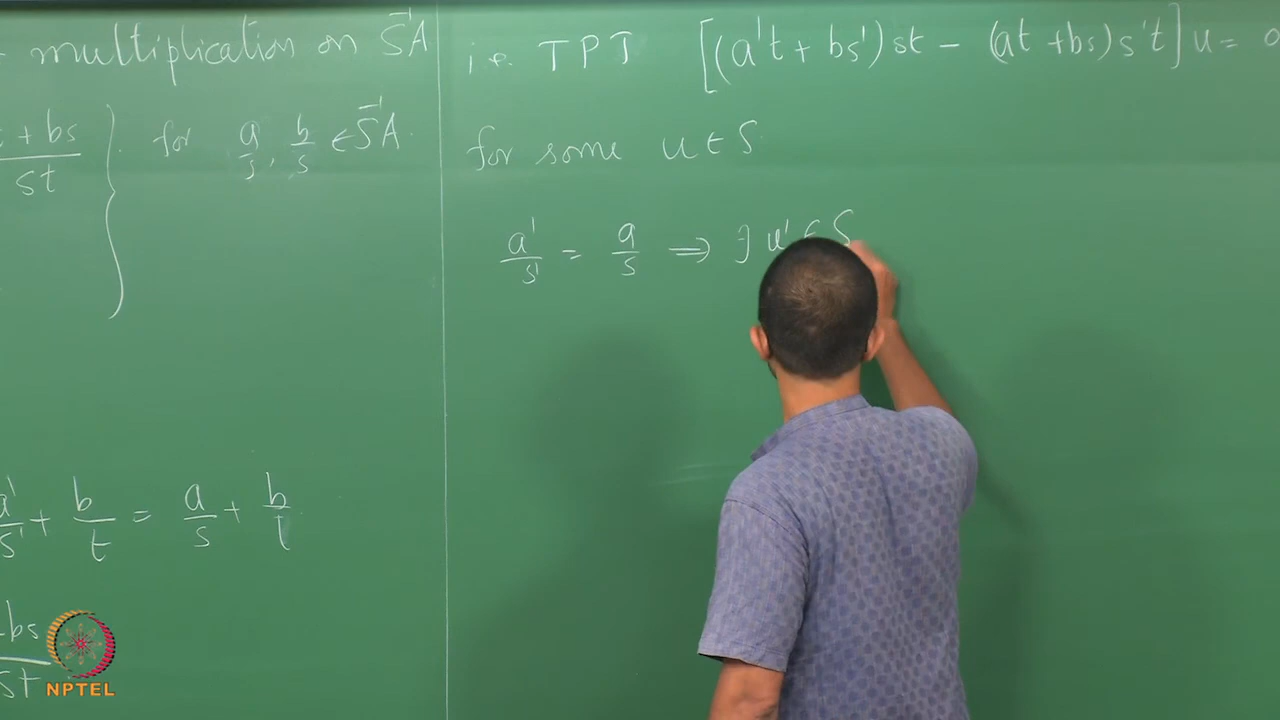 multiplication on S⁻¹A
+ bs / st } for a/s, b/s ∈ S⁻¹A.
a'/s' + b/t = a/s + b/t
bs / st
i.e. TPT [(a't + bs')st - (at + bs)s't]u = 0
for some u ∈ S.
a'/s' = a/s ⟹ ∃ u' ∈ S
NPTEL